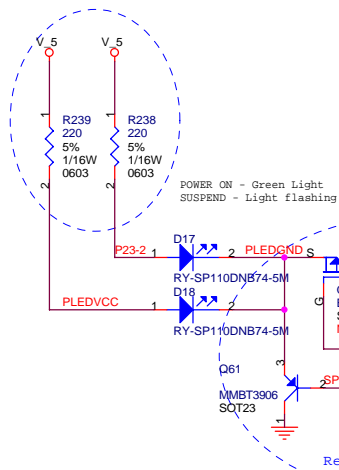 V_5 V_5
1 1
R239 R238
220 220
5% 5%
1/16W 1/16W
0603 0603
2 2
POWER ON - Green Light
SUSPEND - Light flashing
D17
P23-2 1 2 PLEDGND S
RY-SP110DNB74-5M
D18
PLEDVCC 1 2
RY-SP110DNB74-5M
G
Q61 3
MMBT3906 2 SP
SOT23
1
Re